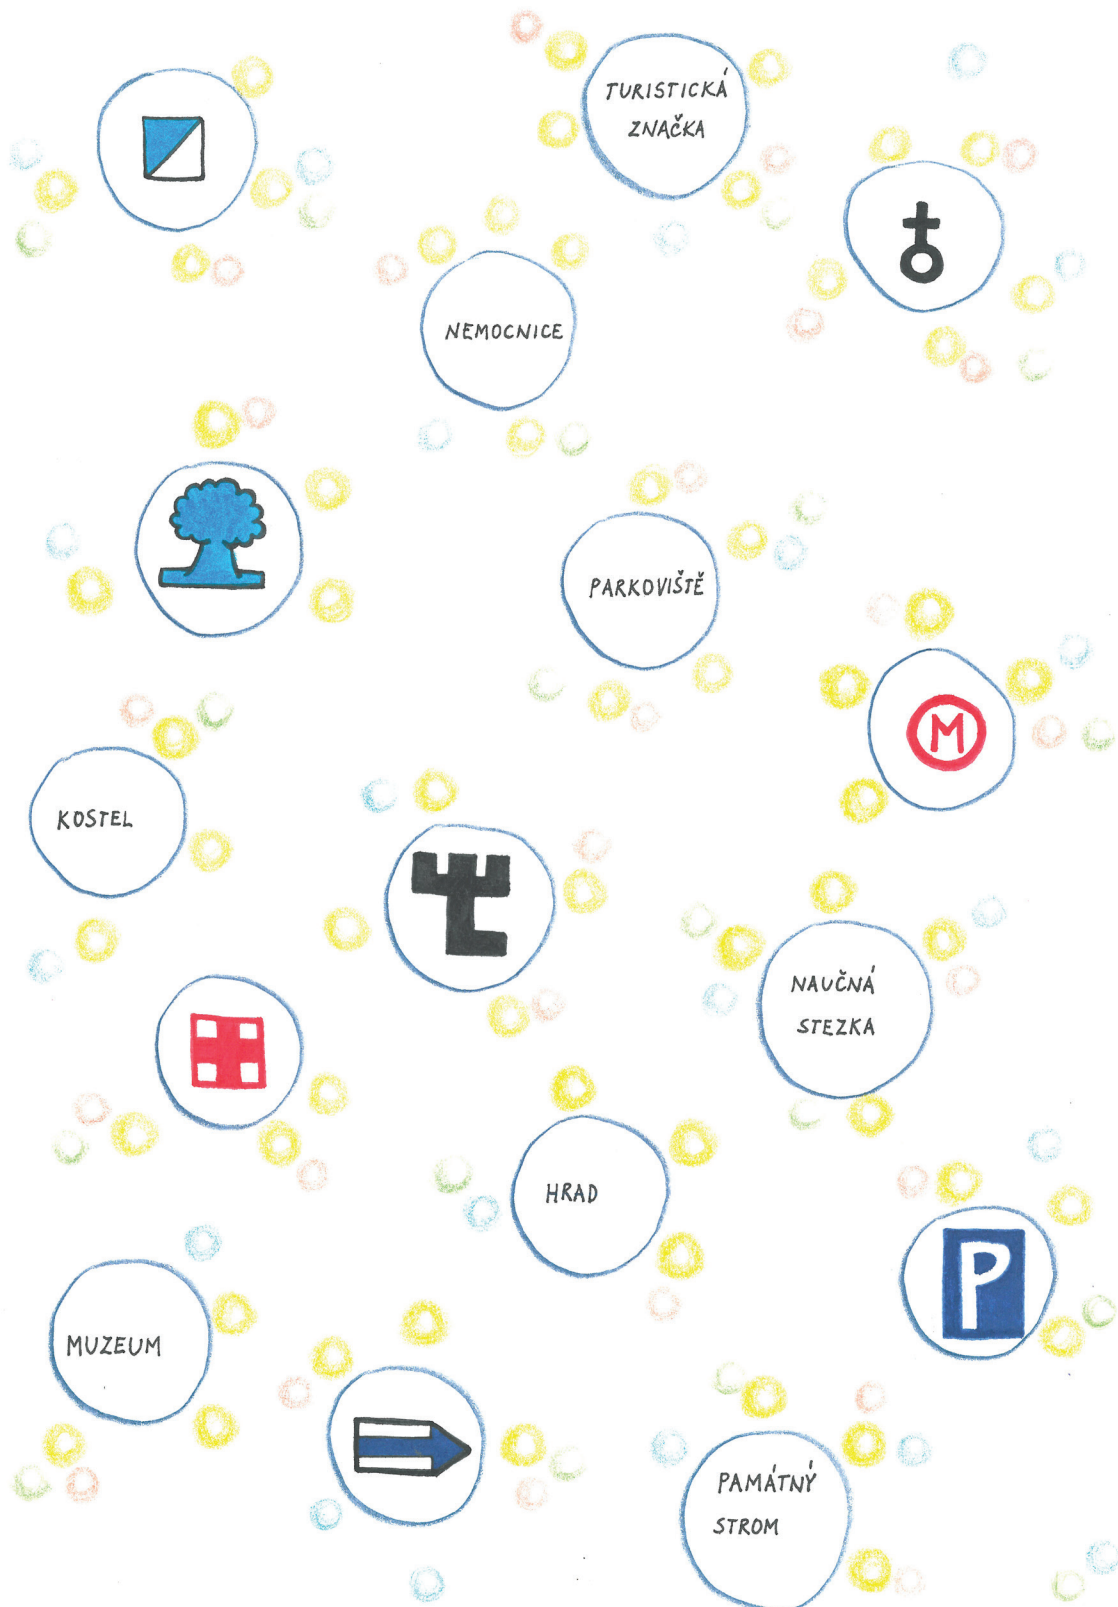 TURISTICKÁ
ZNAČKA
NEMOCNICE
PARKOVIŠTĚ
M
KOSTEL
NAUČNÁ
STEZKA
HRAD
P
MUZEUM
PAMÁTNÝ
STROM